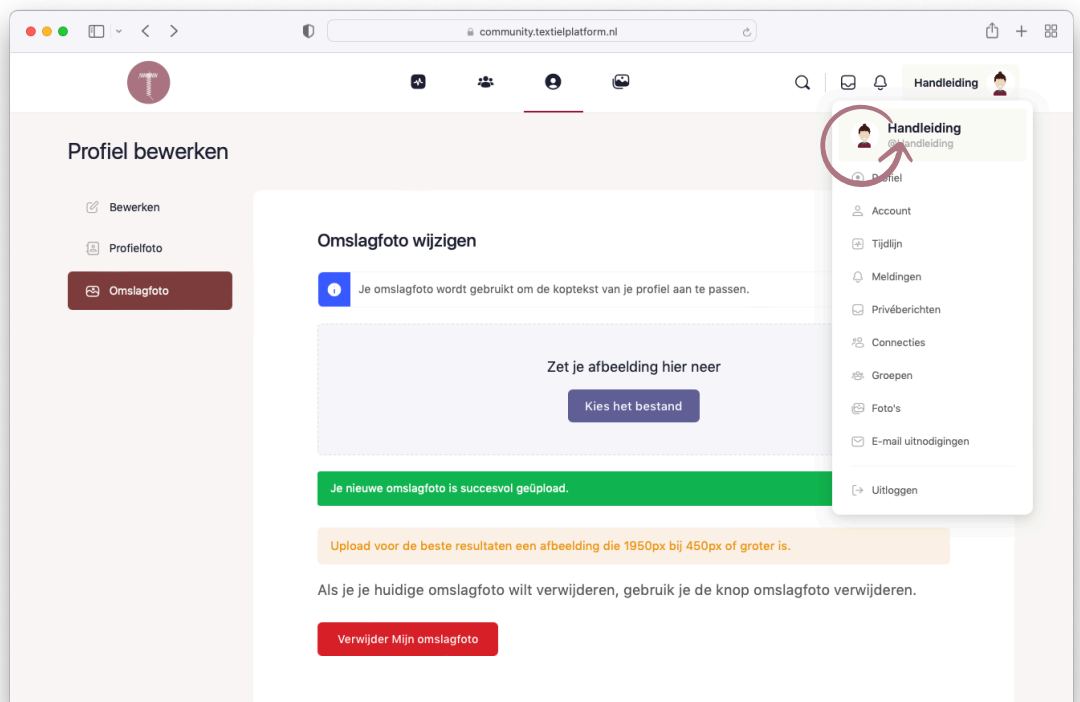 community.textielplatform.nl
T
Handleiding
Profiel bewerken
Handleiding
@Handleiding
Profiel
Account
Tijdlijn
Meldingen
Privéberichten
Connecties
Groepen
Foto's
E-mail uitnodigingen
Uitloggen
Bewerken
Profielfoto
Omslagfoto
Omslagfoto wijzigen
Je omslagfoto wordt gebruikt om de koptekst van je profiel aan te passen.
Zet je afbeelding hier neer
Kies het bestand
Je nieuwe omslagfoto is succesvol geüpload.
Upload voor de beste resultaten een afbeelding die 1950px bij 450px of groter is.
Als je je huidige omslagfoto wilt verwijderen, gebruik je de knop omslagfoto verwijderen.
Verwijder Mijn omslagfoto